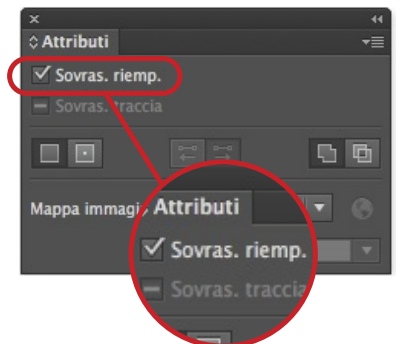 Attributi
Sovras. riemp.
Sovras. traccia
Mappa immagi
Attributi
Sovras. riemp.
Sovras. traccia